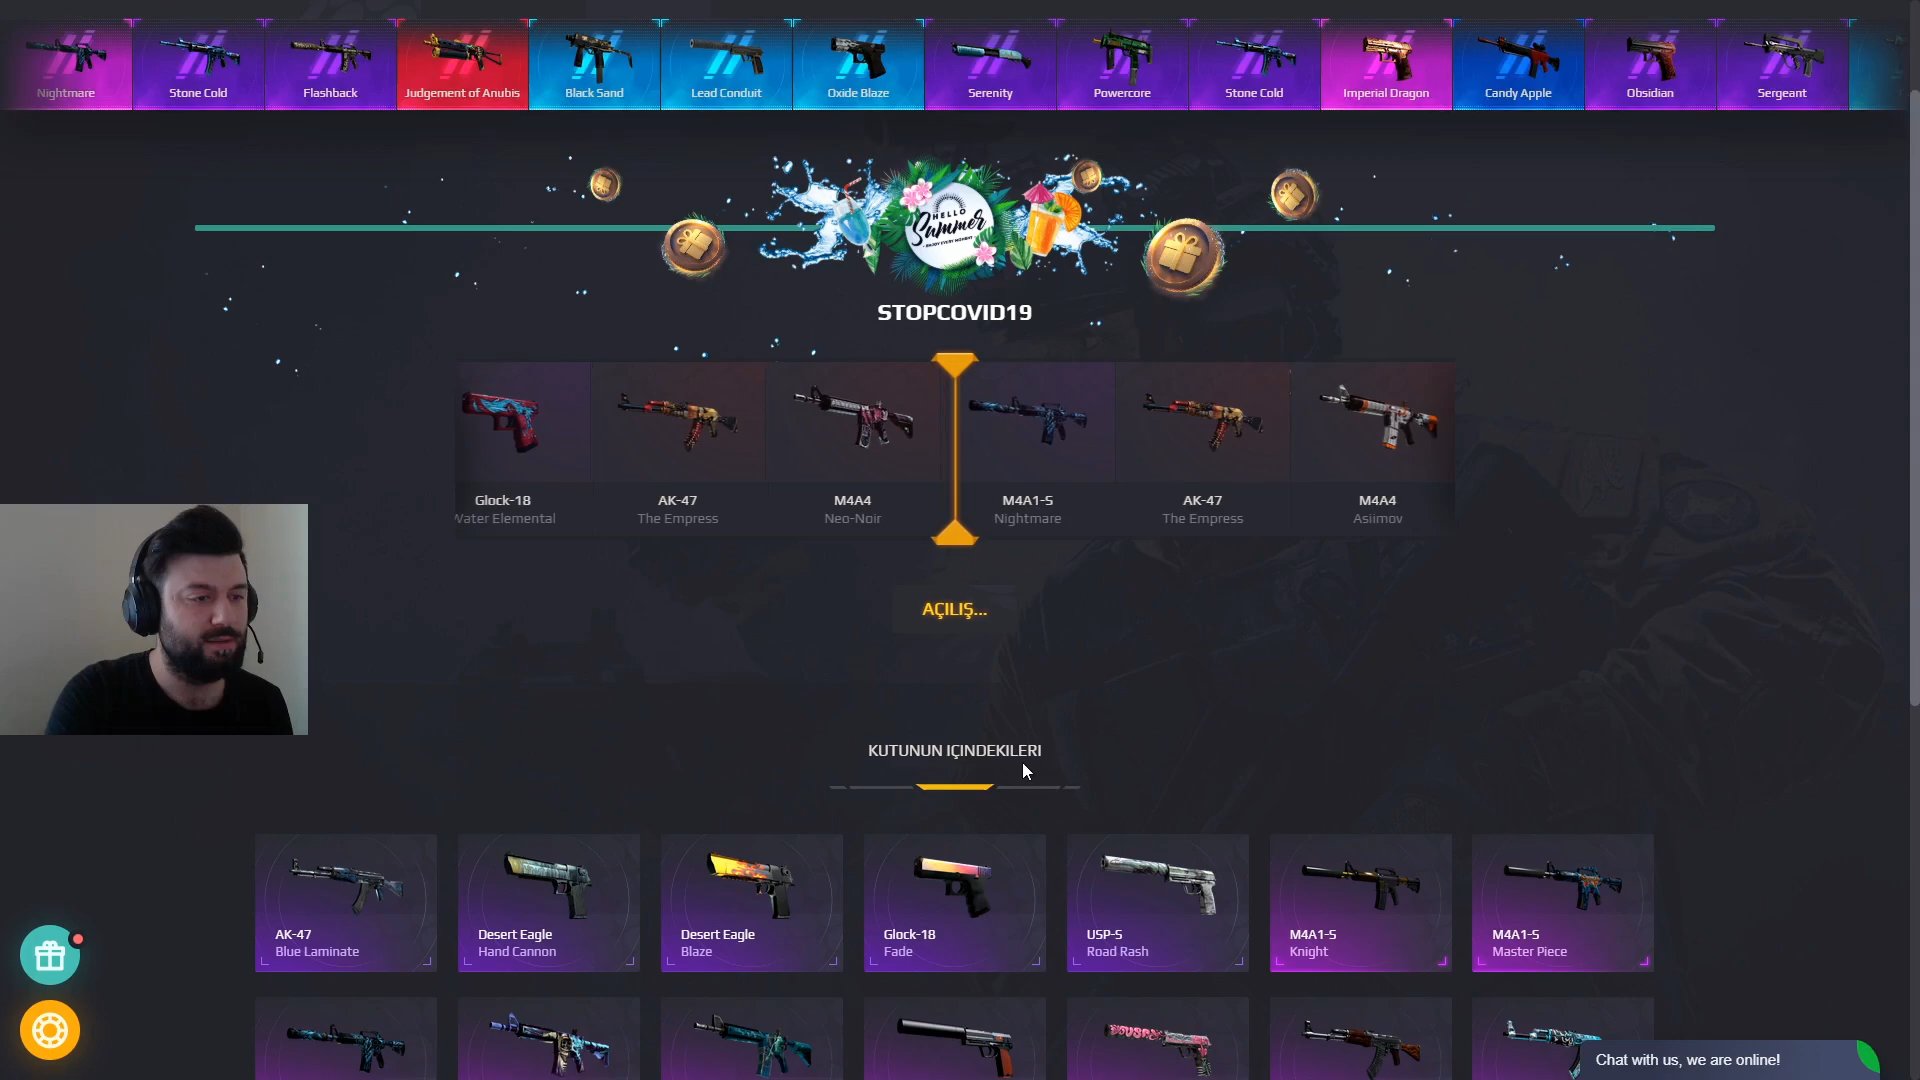 Nightmare
Stone Cold
Flashback
Judgement of Anubis
Black Sand
Lead Conduit
Oxide Blaze
Serenity
Powercore
Stone Cold
Imperial Dragon
Candy Apple
Obsidian
Sergeant
HELLO
Summer
ENJOY EVERY MOMENT
STOPCOVID19
Glock-18
Water Elemental
AK-47
The Empress
M4A4
Neo-Noir
M4A1-S
Nightmare
AK-47
The Empress
M4A4
Asiimov
AÇILIŞ...
KUTUNUN IÇINDEKILERI
AK-47
Blue Laminate
Desert Eagle
Hand Cannon
Desert Eagle
Blaze
Glock-18
Fade
USP-S
Road Rash
M4A1-S
Knight
M4A1-S
Master Piece
Chat with us, we are online!